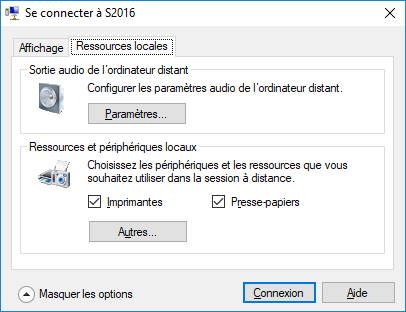 Se connecter à S2016
Affichage
Ressources locales
Sortie audio de l'ordinateur distant
Configurer les paramètres audio de l'ordinateur distant.
Paramètres...
Ressources et périphériques locaux
Choisissez les périphériques et les ressources que vous
souhaitez utiliser dans la session à distance.
Imprimantes
Presse-papiers
Autres...
Masquer les options
Connexion
Aide